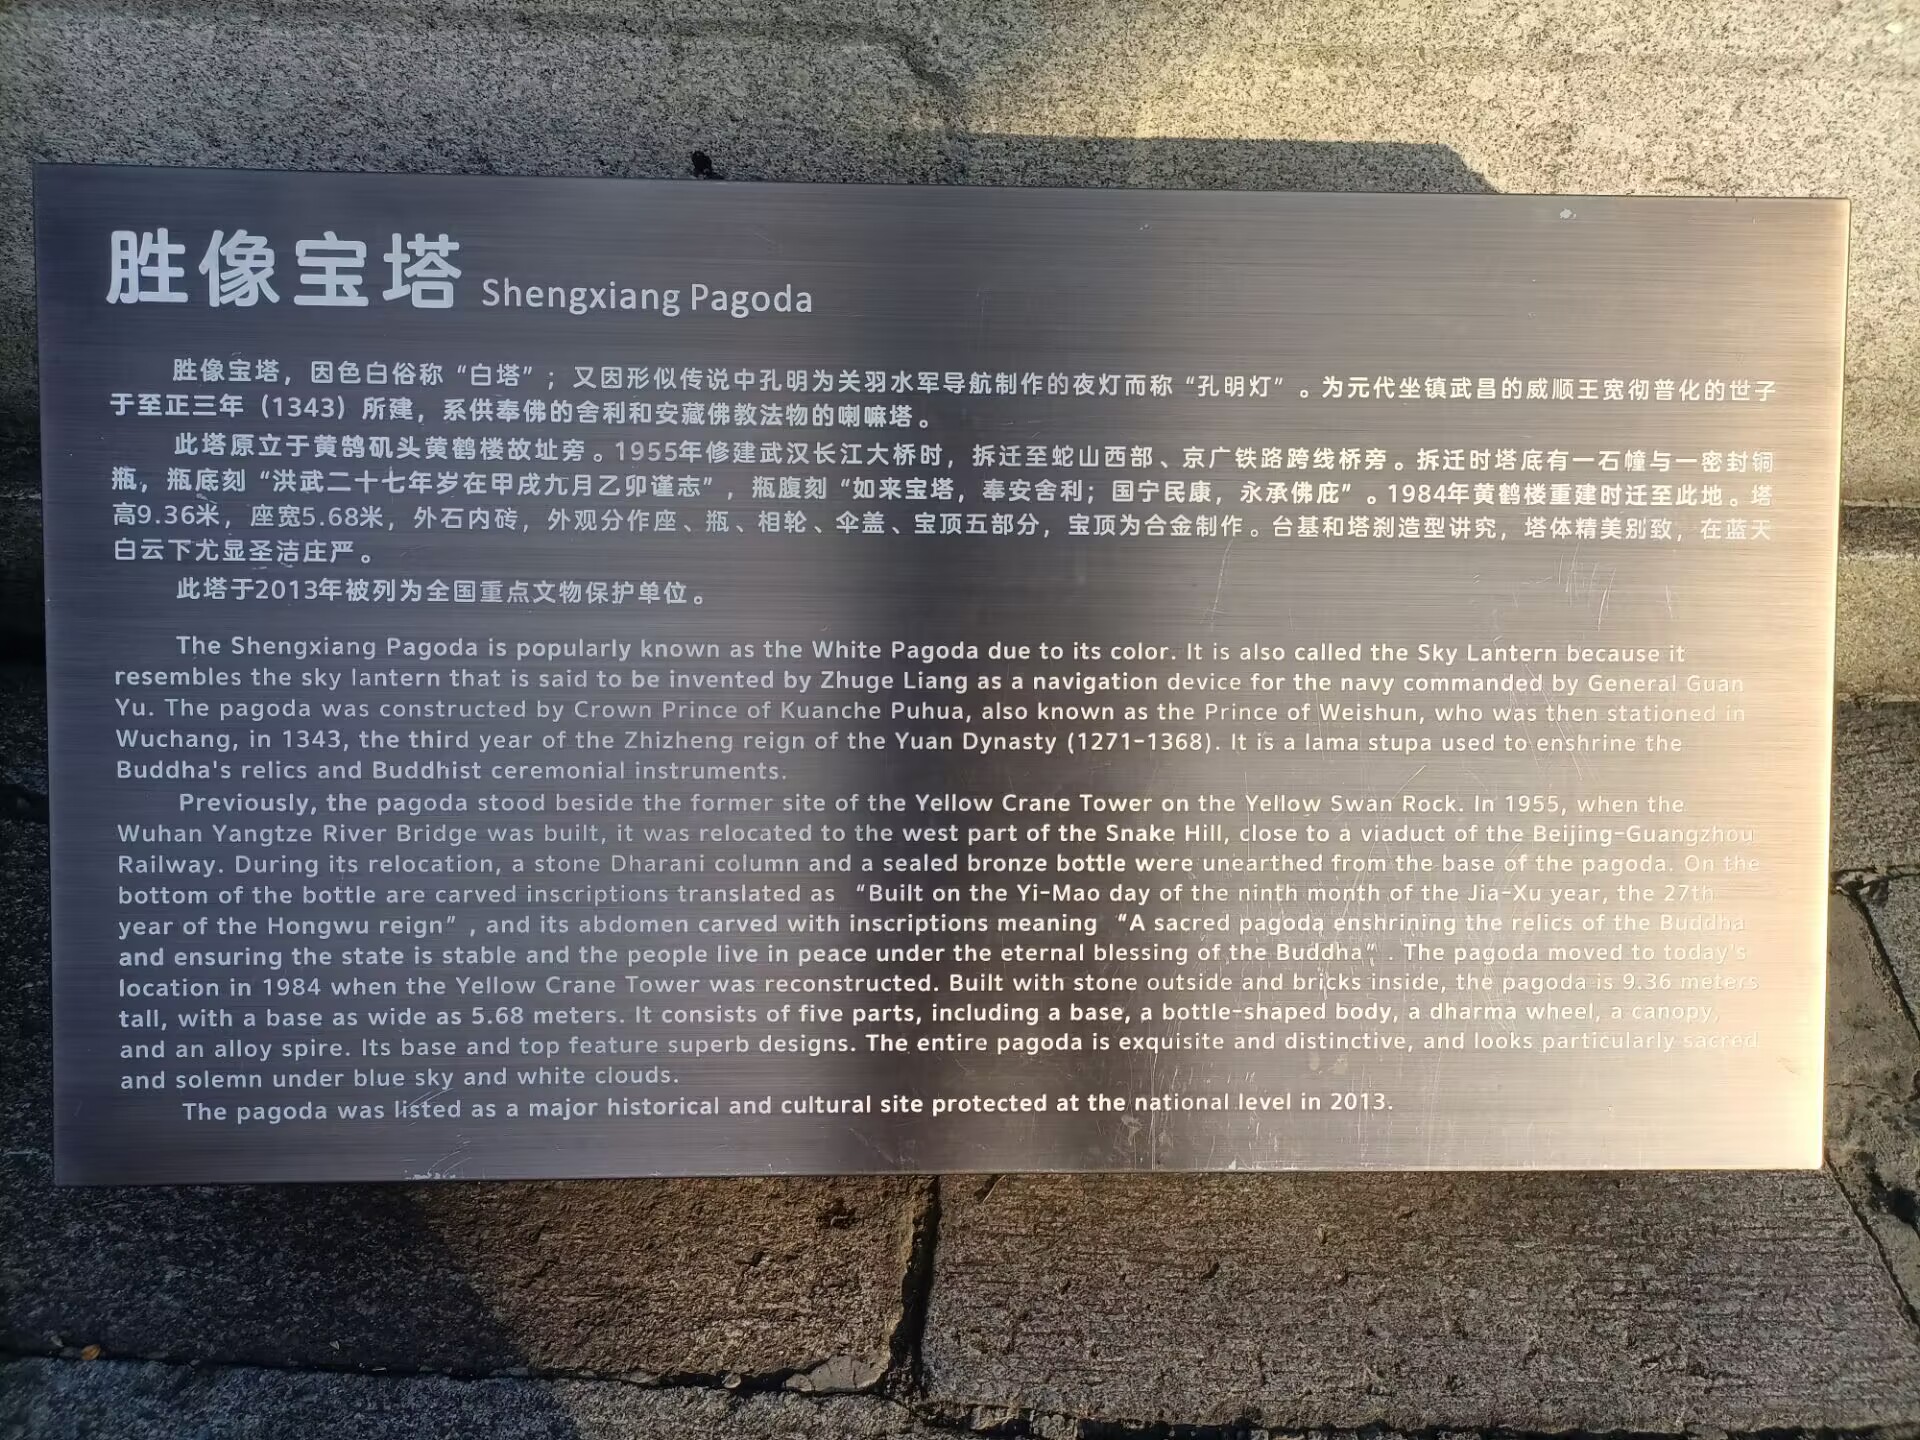 胜像宝塔 Shengxiang Pagoda
胜像宝塔，因色白俗称“白塔”；又因形似传说中孔明为关羽水军导航制作的夜灯而称“孔明灯”。为元代坐镇武昌的威顺王宽彻普化的世子
于至正三年（1343）所建，系供奉佛的舍利和安藏佛教法物的喇嘛塔。
此塔原立于黄鹄矶头黄鹤楼故址旁。1955年修建武汉长江大桥时，拆迁至蛇山西部、京广铁路跨线桥旁。拆迁时塔底有一石幢与一密封铜
瓶，瓶底刻“洪武二十七年岁在甲戌九月乙卯谨志”，瓶腹刻“如来宝塔，奉安舍利；国宁民康，永承佛庇”。1984年黄鹤楼重建时迁至此地。塔
高9.36米，座宽5.68米，外石内砖，外观分作座、瓶、相轮、伞盖、宝顶五部分，宝顶为合金制作。台基和塔刹造型讲究，塔体精美别致，在蓝天
白云下尤显圣洁庄严。
此塔于2013年被列为全国重点文物保护单位。
The Shengxiang Pagoda is popularly known as the White Pagoda due to its color. It is also called the Sky Lantern because it
resembles the sky lantern that is said to be invented by Zhuge Liang as a navigation device for the navy commanded by General Guan
Yu. The pagoda was constructed by Crown Prince of Kuanche Puhua, also known as the Prince of Weishun, who was then stationed in
Wuchang, in 1343, the third year of the Zhizheng reign of the Yuan Dynasty (1271-1368). It is a lama stupa used to enshrine the
Buddha's relics and Buddhist ceremonial instruments.
Previously, the pagoda stood beside the former site of the Yellow Crane Tower on the Yellow Swan Rock. In 1955, when the
Wuhan Yangtze River Bridge was built, it was relocated to the west part of the Snake Hill, close to a viaduct of the Beijing-Guangzhou
Railway. During its relocation, a stone Dharani column and a sealed bronze bottle were unearthed from the base of the pagoda. On the
bottom of the bottle are carved inscriptions translated as “Built on the Yi-Mao day of the ninth month of the Jia-Xu year, the 27th
year of the Hongwu reign”, and its abdomen carved with inscriptions meaning “A sacred pagoda enshrining the relics of the Buddha
and ensuring the state is stable and the people live in peace under the eternal blessing of the Buddha”. The pagoda moved to today's
location in 1984 when the Yellow Crane Tower was reconstructed. Built with stone outside and bricks inside, the pagoda is 9.36 meters
tall, with a base as wide as 5.68 meters. It consists of five parts, including a base, a bottle-shaped body, a dharma wheel, a canopy,
and an alloy spire. Its base and top feature superb designs. The entire pagoda is exquisite and distinctive, and looks particularly sacred
and solemn under blue sky and white clouds.
The pagoda was listed as a major historical and cultural site protected at the national level in 2013.